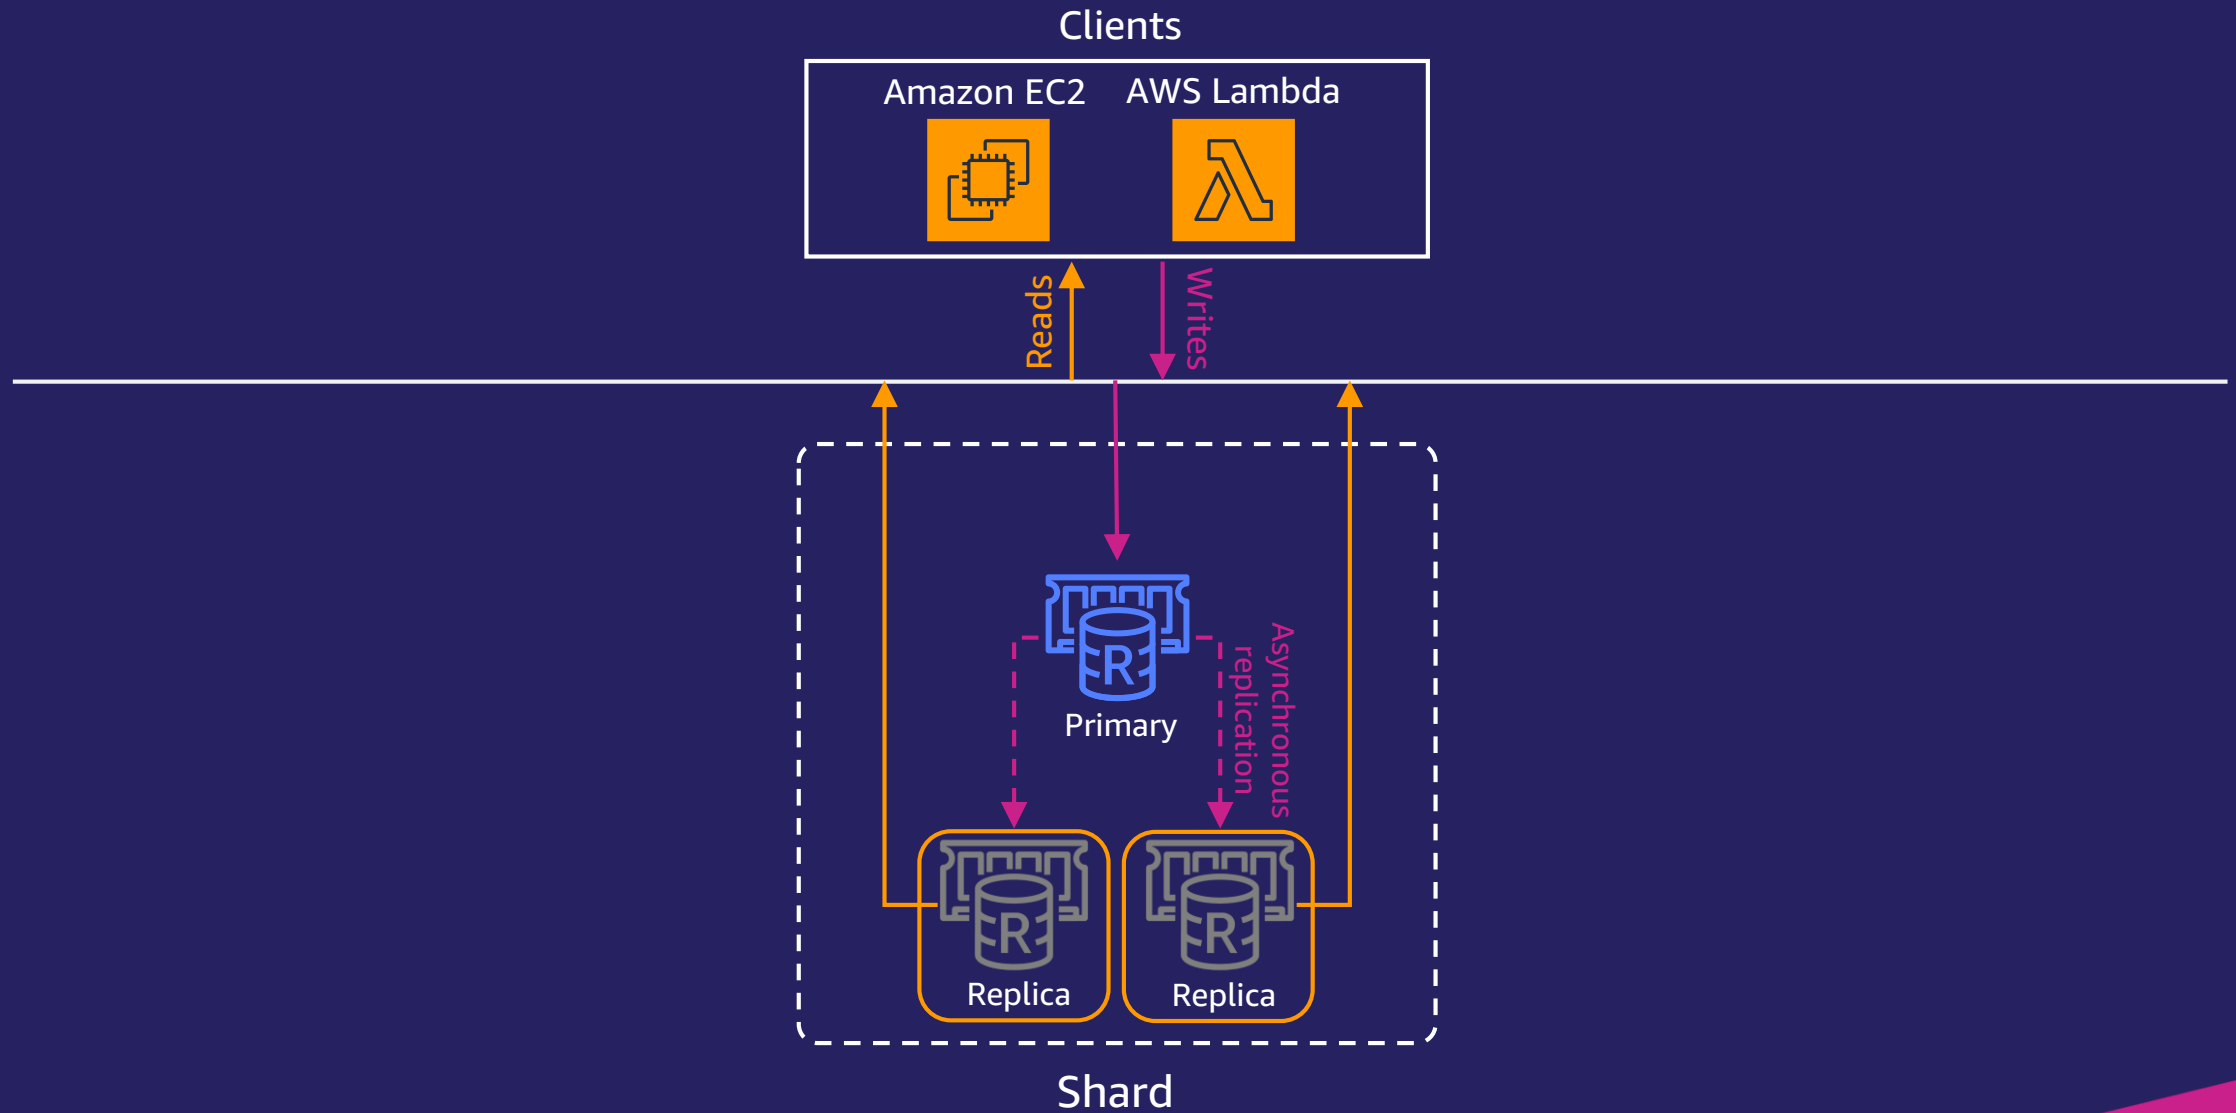 Clients
Amazon EC2
AWS Lambda
Reads
Writes
R
Primary
Asynchronous
replication
R
Replica
R
Replica
Shard